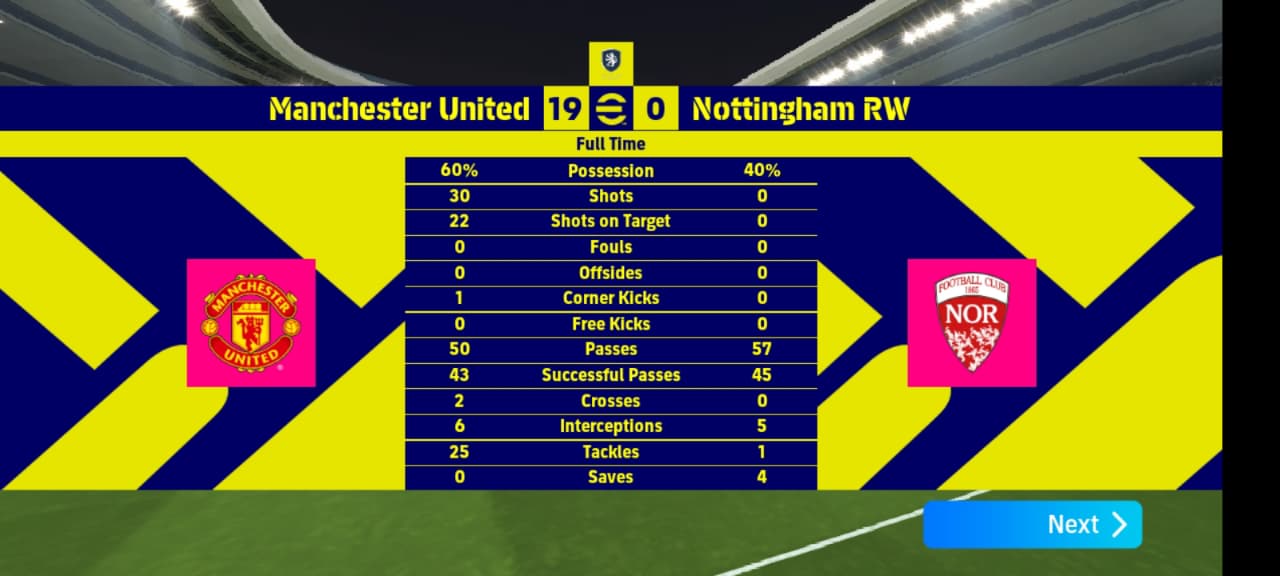 Manchester United 19 0 Nottingham RW
Full Time
60% Possession 40%
30 Shots 0
22 Shots on Target 0
0 Fouls 0
0 Offsides 0
1 Corner Kicks 0
0 Free Kicks 0
50 Passes 57
43 Successful Passes 45
2 Crosses 0
6 Interceptions 5
25 Tackles 1
0 Saves 4
MANCHESTER
UNITED
FOOTBALL CLUB
1865
NOR
Next